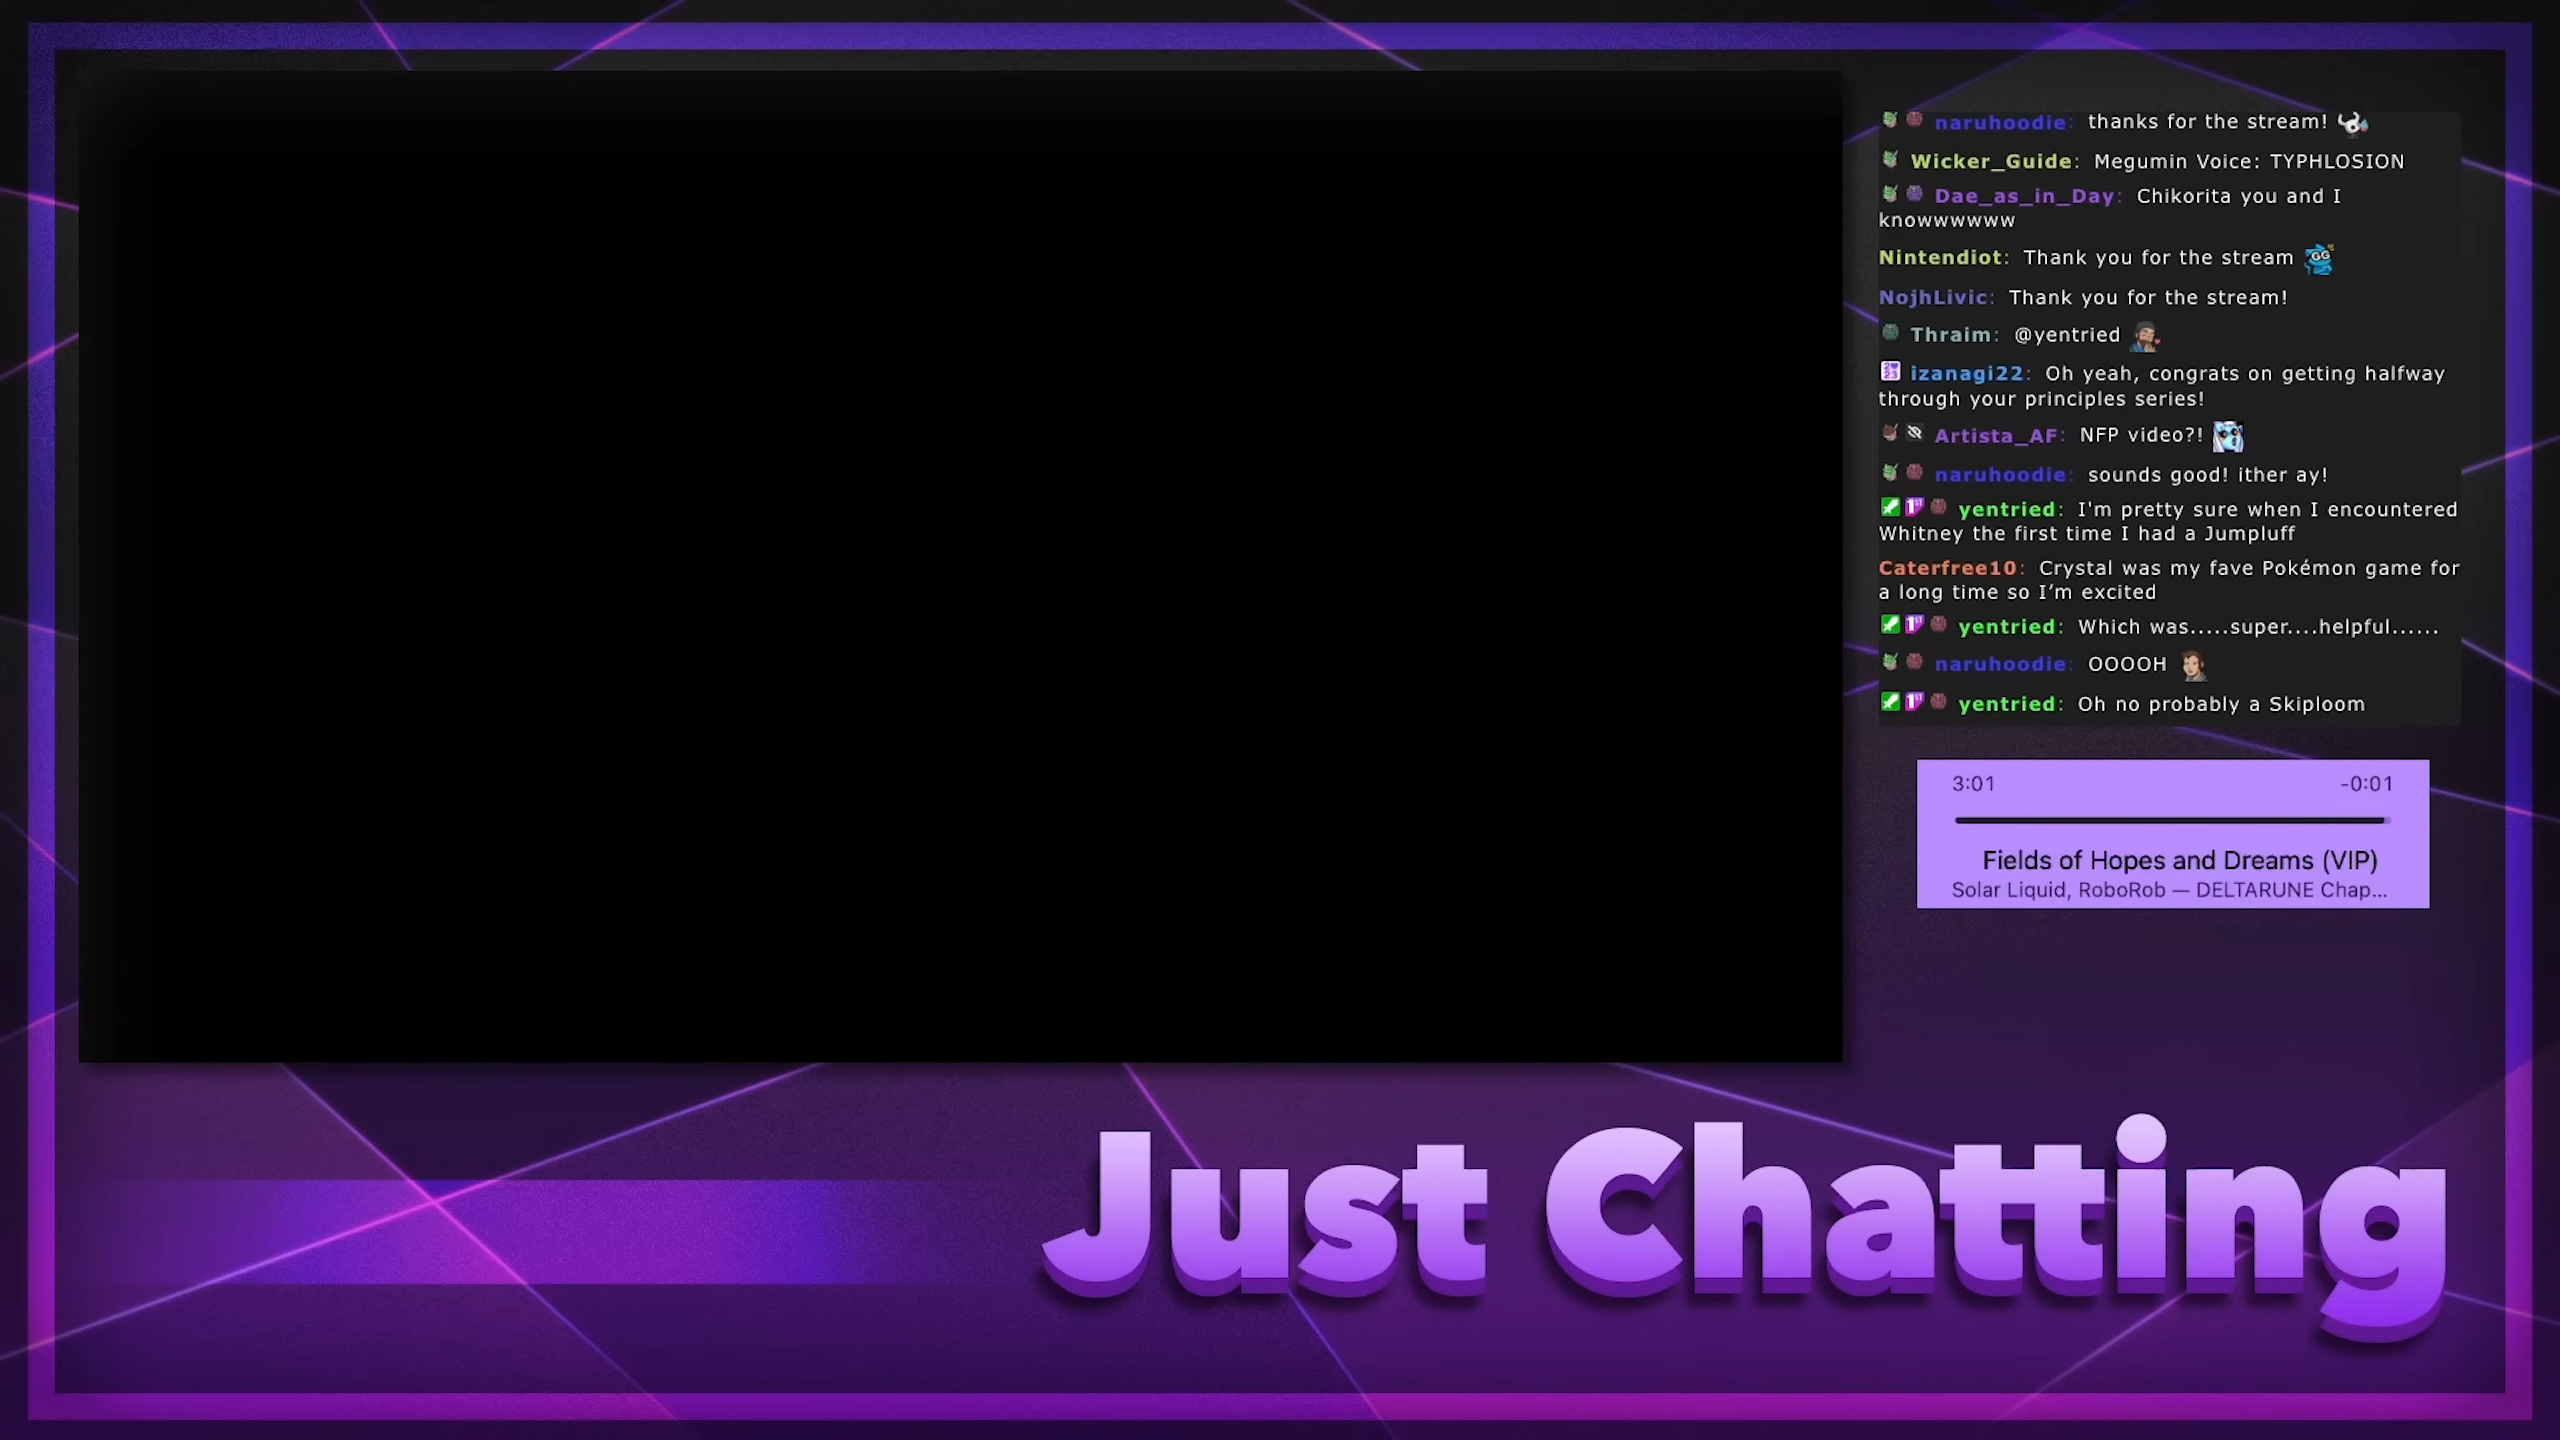 naruhoodie: thanks for the stream!
Wicker_Guide: Megumin Voice: TYPHLOSION
Dae_as_in_Day: Chikorita you and I
knowwwwww
Nintendiot: Thank you for the stream
NojhLivic: Thank you for the stream!
Thraim: @yentried
izanagi22: Oh yeah, congrats on getting halfway
through your principles series!
Artista_AF: NFP video?!
naruhoodie: sounds good! ither ay!
yentried: I'm pretty sure when I encountered
Whitney the first time I had a Jumpluff
Caterfree10: Crystal was my fave Pokémon game for
a long time so I’m excited
yentried: Which was.....super....helpful......
naruhoodie: OOOOH
yentried: Oh no probably a Skiploom
3:01 -0:01
Fields of Hopes and Dreams (VIP)
Solar Liquid, RoboRob — DELTARUNE Chap...
Just Chatting